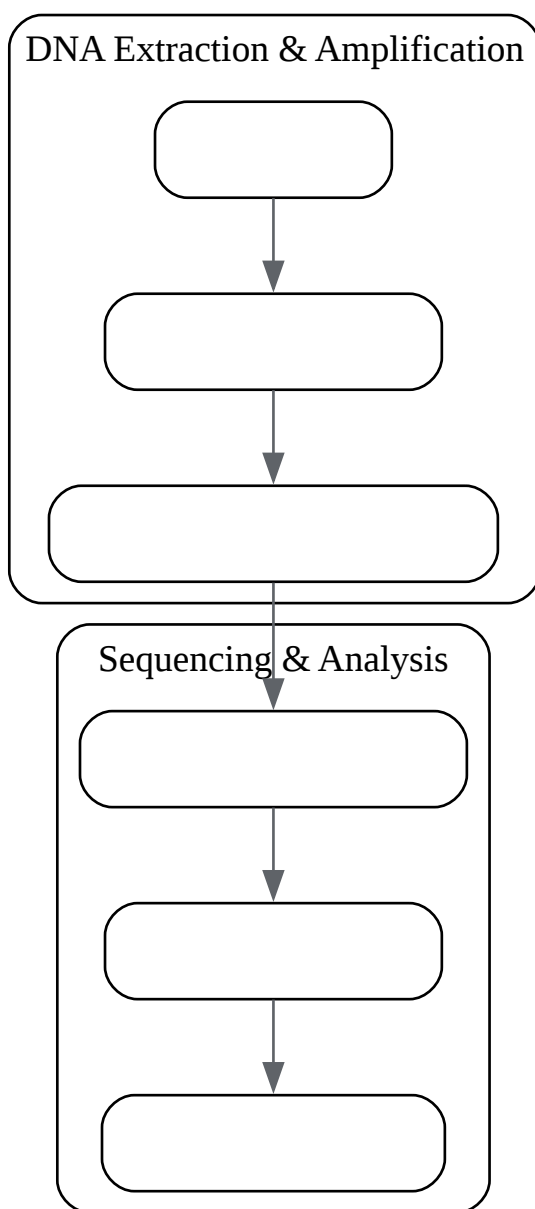 DNA Extraction & Amplification
Sequencing & Analysis